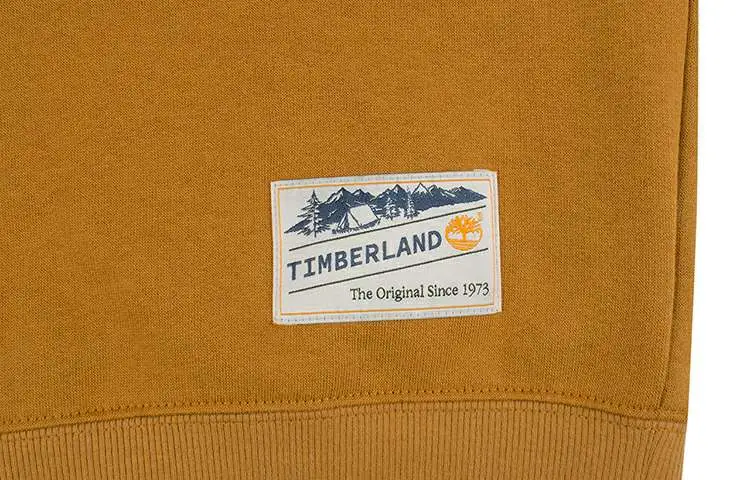 TIMBERLAND
The Original Since 1973